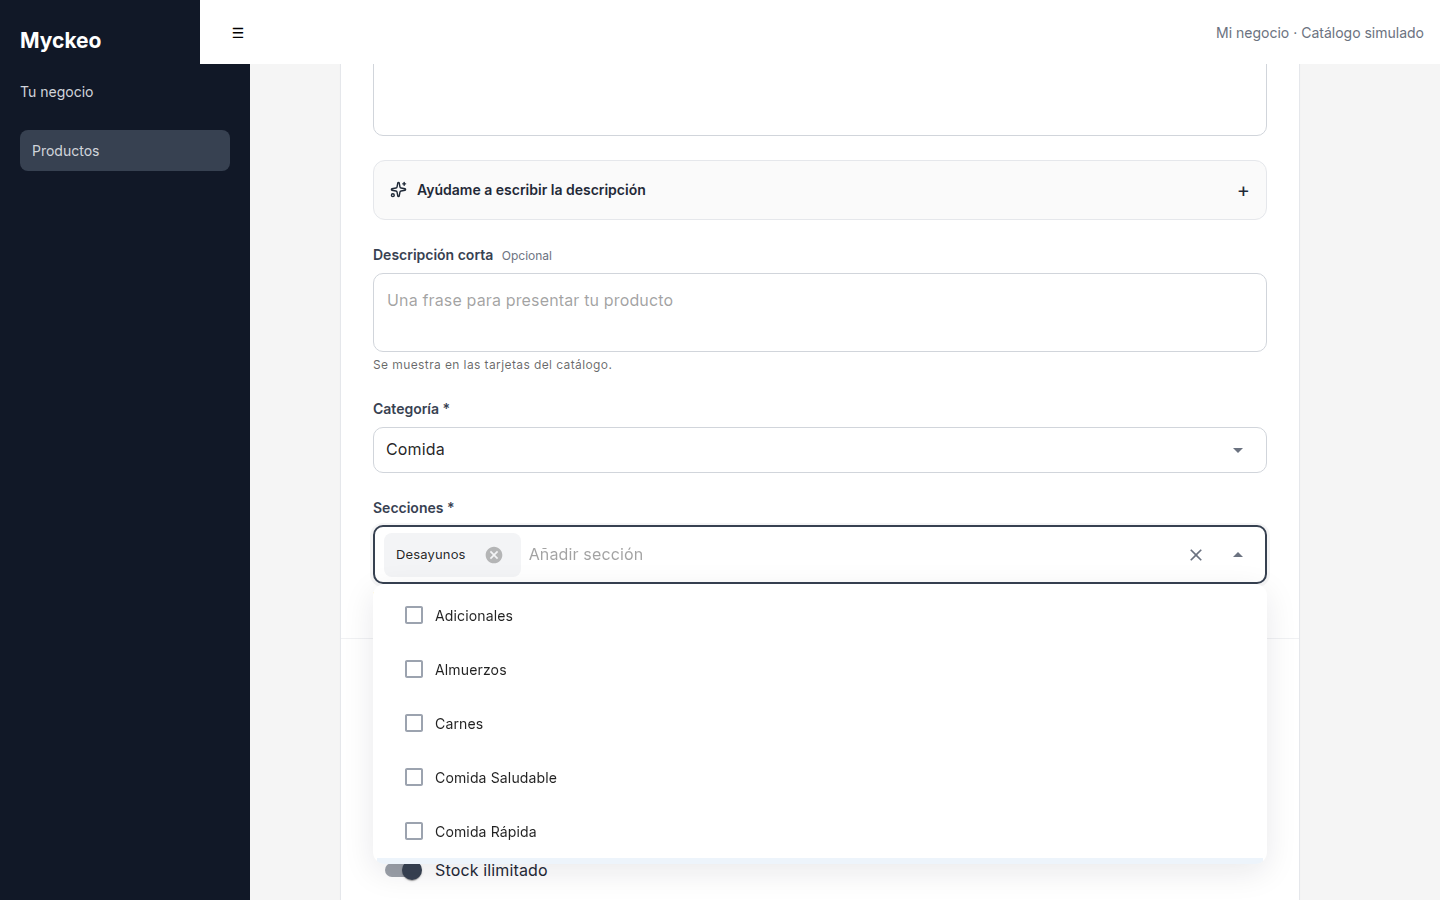 Myckeo
☰
Mi negocio · Catálogo simulado
Tu negocio
Productos
Ayúdame a escribir la descripción +
Descripción corta Opcional
Una frase para presentar tu producto
Se muestra en las tarjetas del catálogo.
Categoría *
Comida
Secciones *
Desayunos Añadir sección
Adicionales
Almuerzos
Carnes
Comida Saludable
Comida Rápida
Stock ilimitado